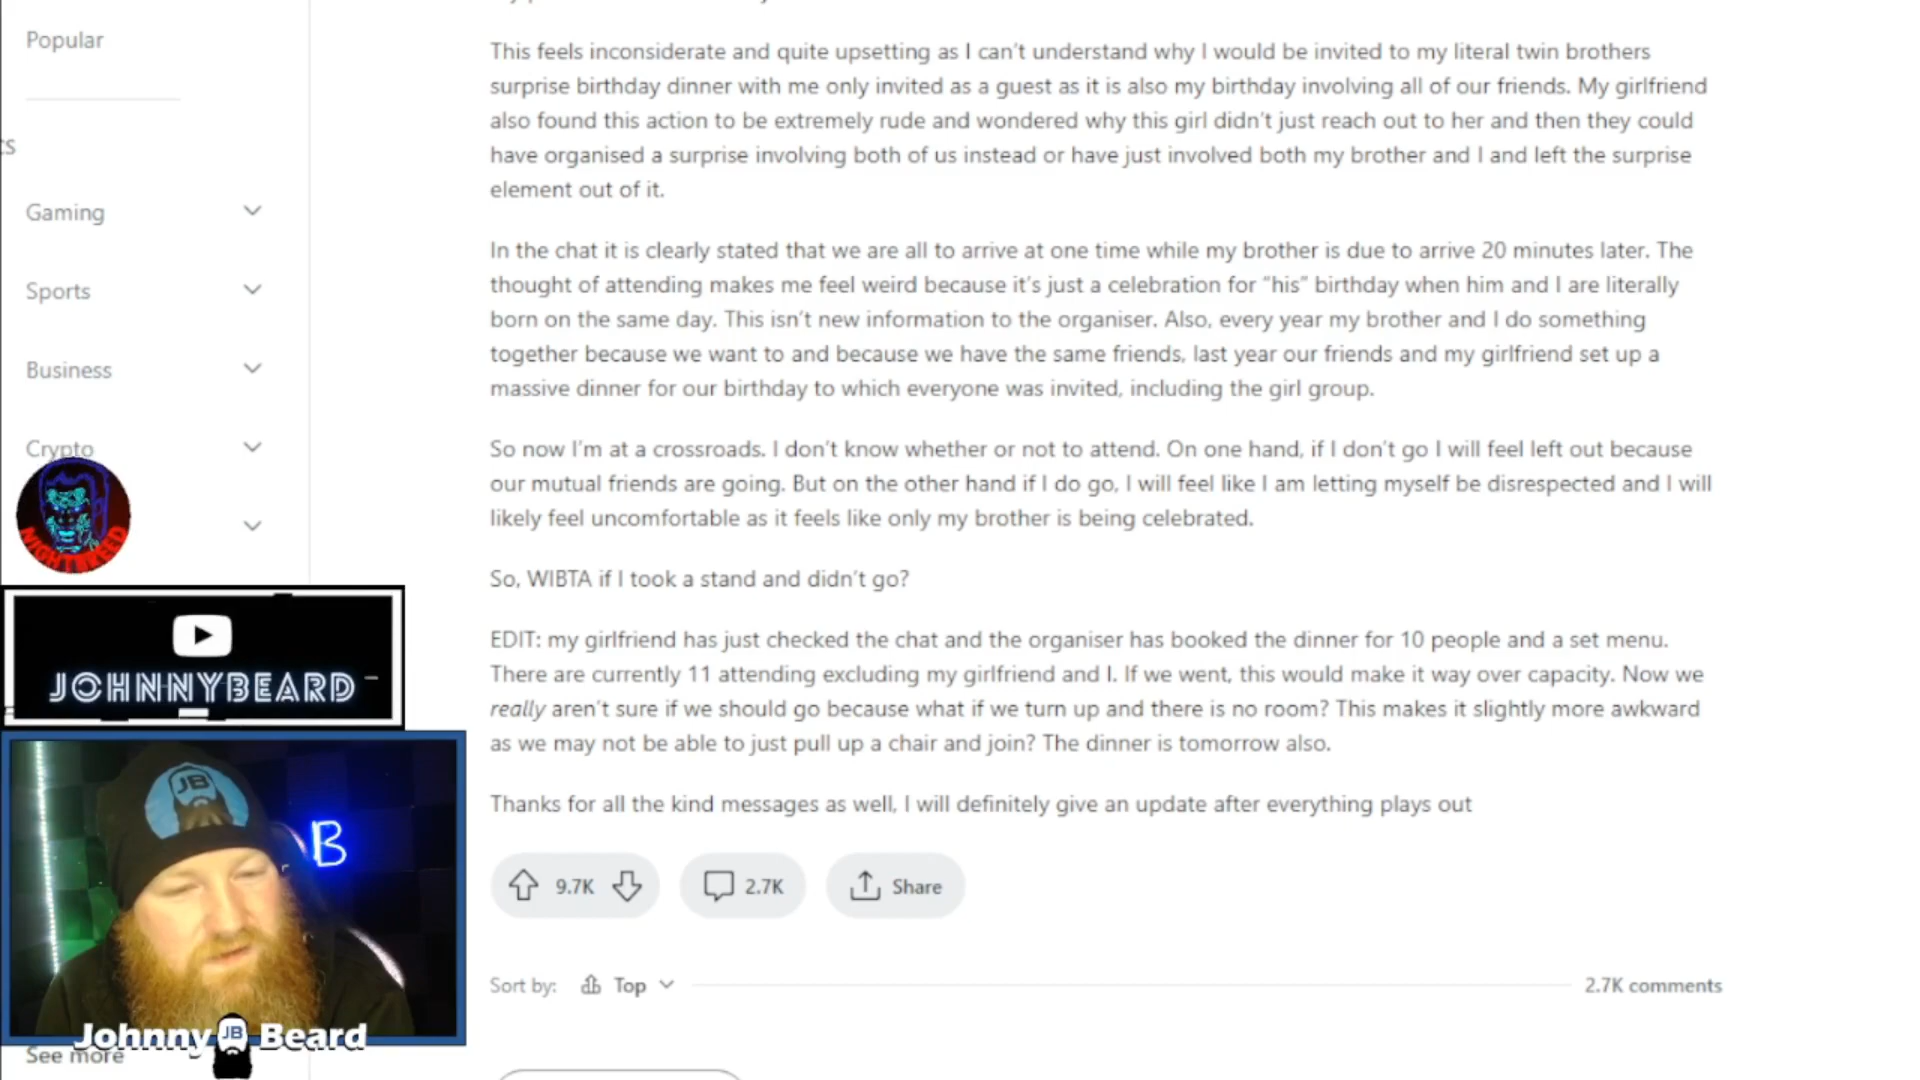 Popular
This feels inconsiderate and quite upsetting as I can't understand why I would be invited to my literal twin brothers
surprise birthday dinner with me only invited as a guest as it is also my birthday involving all of our friends. My girlfriend
also found this action to be extremely rude and wondered why this girl didn't just reach out to her and then they could
have organised a surprise involving both of us instead or have just involved both my brother and I and left the surprise
element out of it.
Gaming
In the chat it is clearly stated that we are all to arrive at one time while my brother is due to arrive 20 minutes later. The
thought of attending makes me feel weird because it's just a celebration for “his” birthday when him and I are literally
born on the same day. This isn't new information to the organiser. Also, every year my brother and I do something
together because we want to and because we have the same friends, last year our friends and my girlfriend set up a
massive dinner for our birthday to which everyone was invited, including the girl group.
Sports
Business
Crypto
So now I'm at a crossroads. I don't know whether or not to attend. On one hand, if I don't go I will feel left out because
our mutual friends are going. But on the other hand if I do go, I will feel like I am letting myself be disrespected and I will
likely feel uncomfortable as it feels like only my brother is being celebrated.
NIGHTBREED
So, WIBTA if I took a stand and didn't go?
EDIT: my girlfriend has just checked the chat and the organiser has booked the dinner for 10 people and a set menu.
There are currently 11 attending excluding my girlfriend and I. If we went, this would make it way over capacity. Now we
really aren't sure if we should go because what if we turn up and there is no room? This makes it slightly more awkward
as we may not be able to just pull up a chair and join? The dinner is tomorrow also.
JOHNNYBEARD
Thanks for all the kind messages as well, I will definitely give an update after everything plays out
9.7K
2.7K
Share
Sort by:
Top
2.7K comments
JB
B
Johnny JB Beard
See more